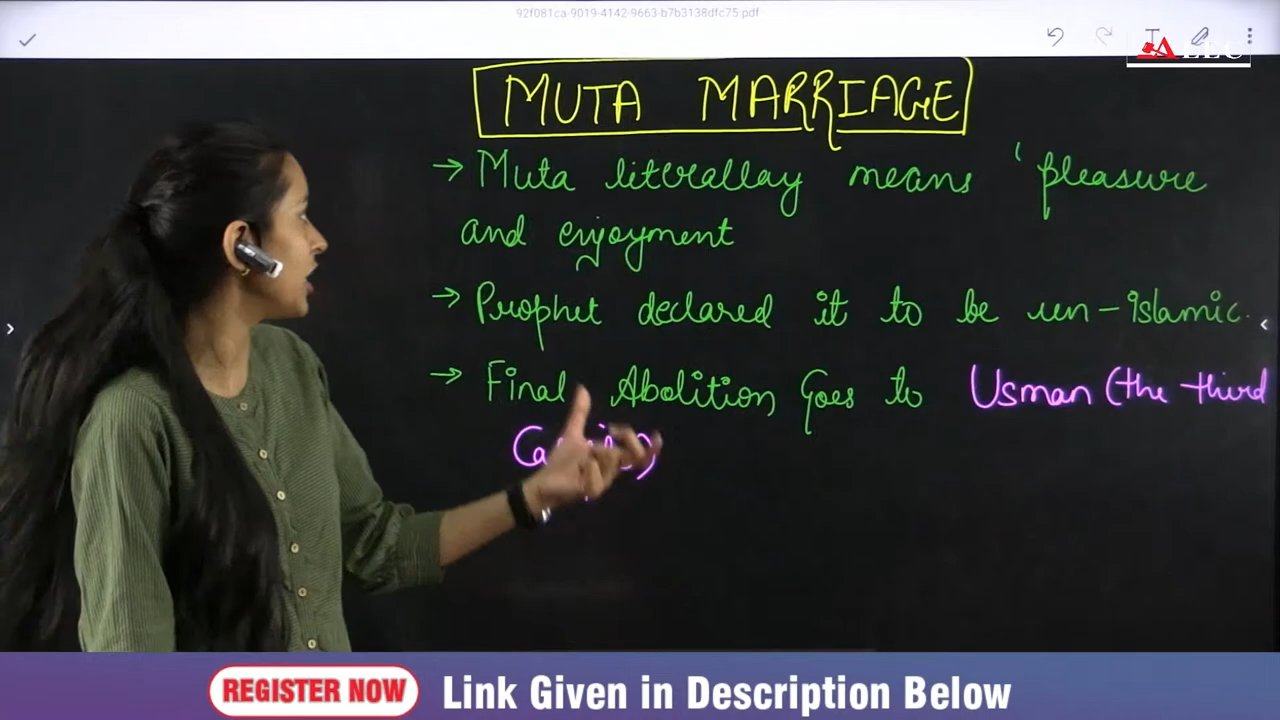 92f081ca-9019-4142-9663-b7b3138dfc75.pdf
MUTA MARRIAGE
→ Muta literallay means ' pleasure
and enjoyment
→ Prophet declared it to be un-islamic.
→ Final Abolition Goes to Usman (the third
REGISTER NOW Link Given in Description Below